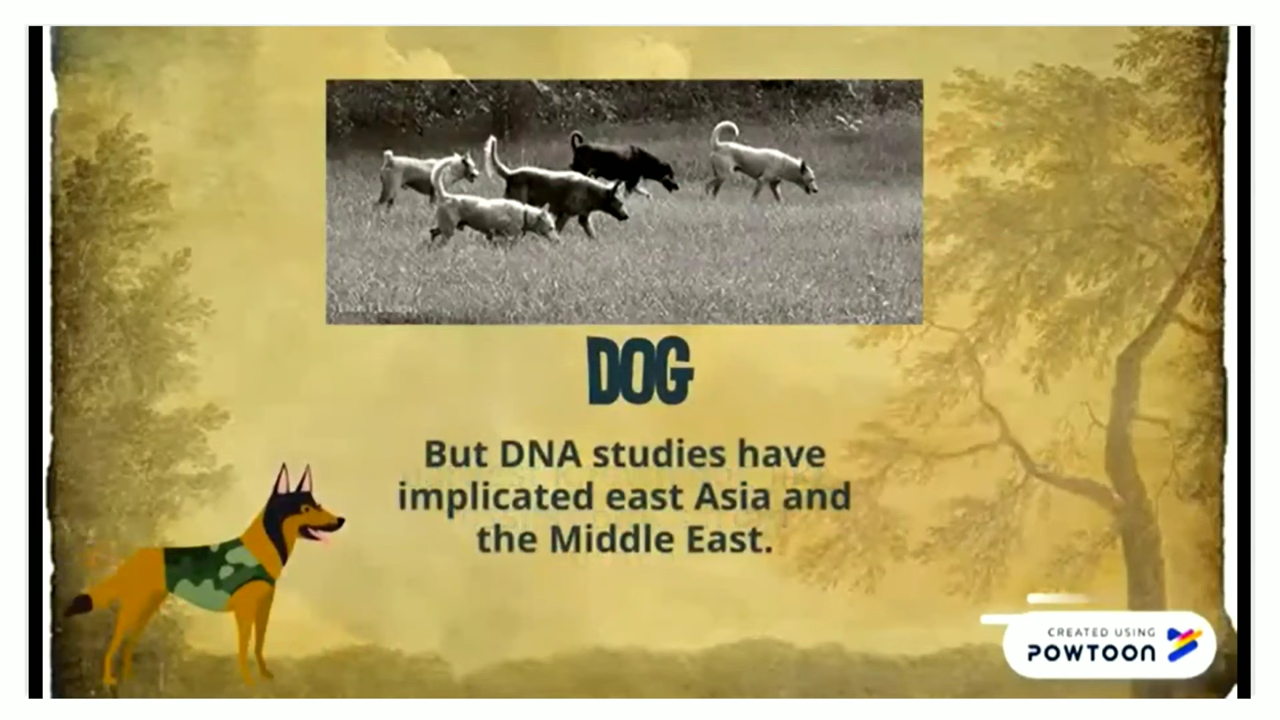 DOG
But DNA studies have
implicated east Asia and
the Middle East.
CREATED USING
POWTOON